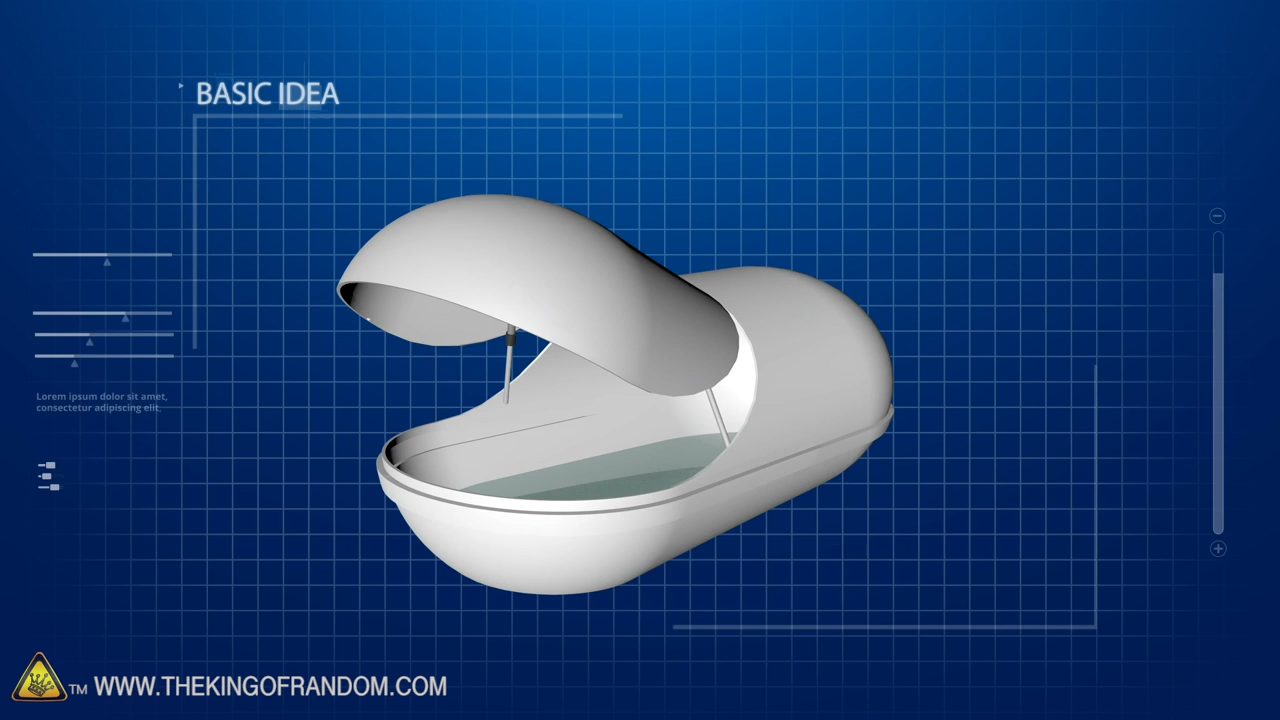 BASIC IDEA
Lorem ipsum dolor sit amet,
consectetur adipiscing elit.
TM WWW.THEKINGOFRANDOM.COM